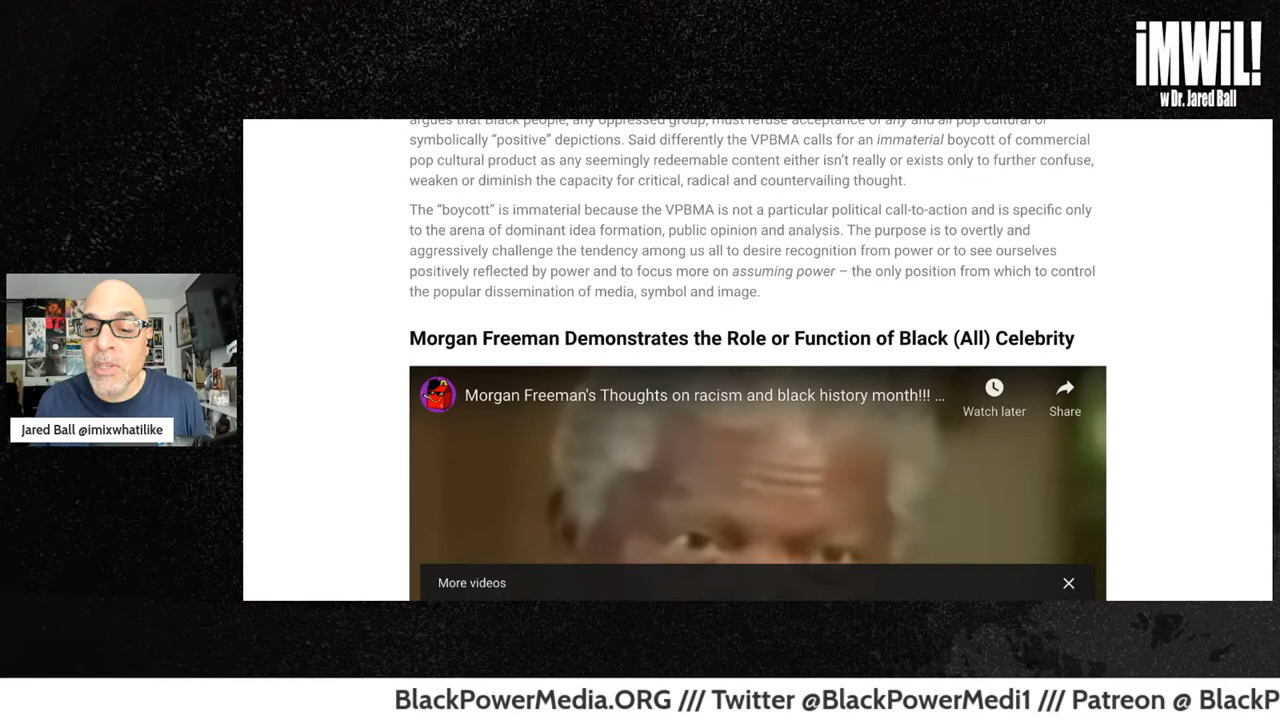 iMWiL!
w Dr. Jared Ball
argues that Black people, any oppressed group, must refuse acceptance of any and all pop cultural or
symbolically “positive” depictions. Said differently the VPBMA calls for an immaterial boycott of commercial
pop cultural product as any seemingly redeemable content either isn’t really or exists only to further confuse,
weaken or diminish the capacity for critical, radical and countervailing thought.
The “boycott” is immaterial because the VPBMA is not a particular political call-to-action and is specific only
to the arena of dominant idea formation, public opinion and analysis. The purpose is to overtly and
aggressively challenge the tendency among us all to desire recognition from power or to see ourselves
positively reflected by power and to focus more on assuming power – the only position from which to control
the popular dissemination of media, symbol and image.
Morgan Freeman Demonstrates the Role or Function of Black (All) Celebrity
Morgan Freeman's Thoughts on racism and black history month!!! ...
Watch later
Share
More videos
Jared Ball @imixwhatilike
BlackPowerMedia.ORG /// Twitter @BlackPowerMedi1 /// Patreon @ BlackP